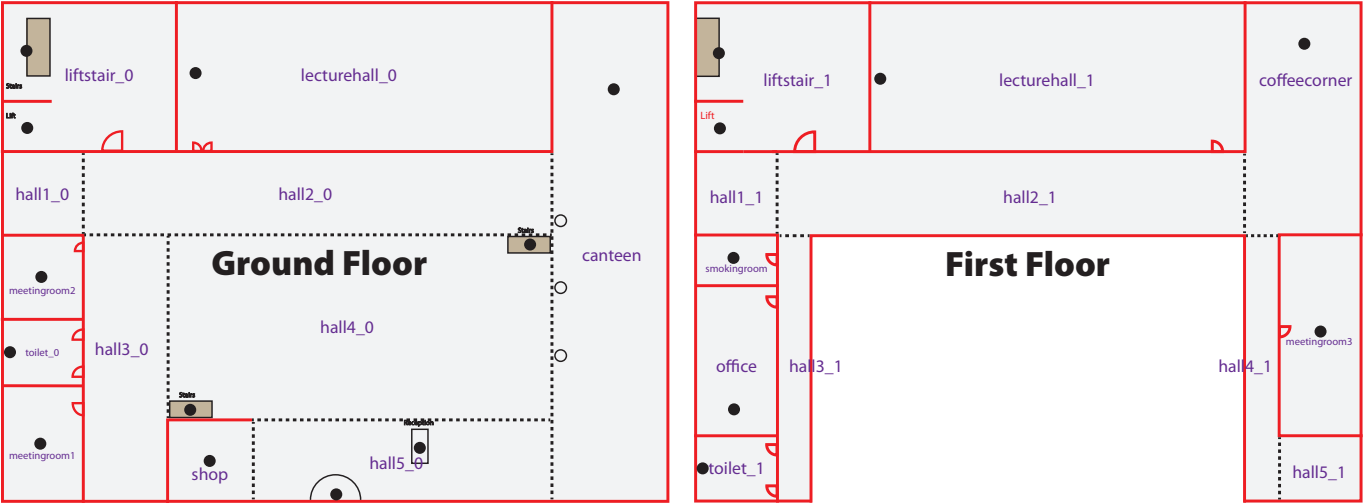 liftstair_0
lecturehall_0
Stairs
Lift
hall1_0
hall2_0
Stairs
Ground Floor
canteen
meetingroom2
hall4_0
hall3_0
toilet_0
Stairs
Reception
meetingroom1
hall5_0
shop
liftstair_1
lecturehall_1
coffeecorner
Lift
hall1_1
hall2_1
First Floor
smokingroom
meetingroom3
office
hall3_1
hall4_1
toilet_1
hall5_1